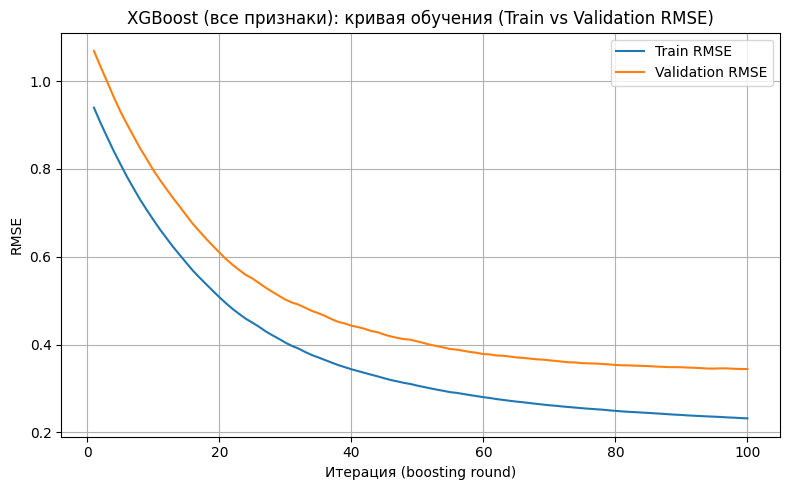 XGBoost (все признаки): кривая обучения (Train vs Validation RMSE)
Train RMSE
Validation RMSE
RMSE
1.0
0.8
0.6
0.4
0.2
0
20
40
60
80
100
Итерация (boosting round)